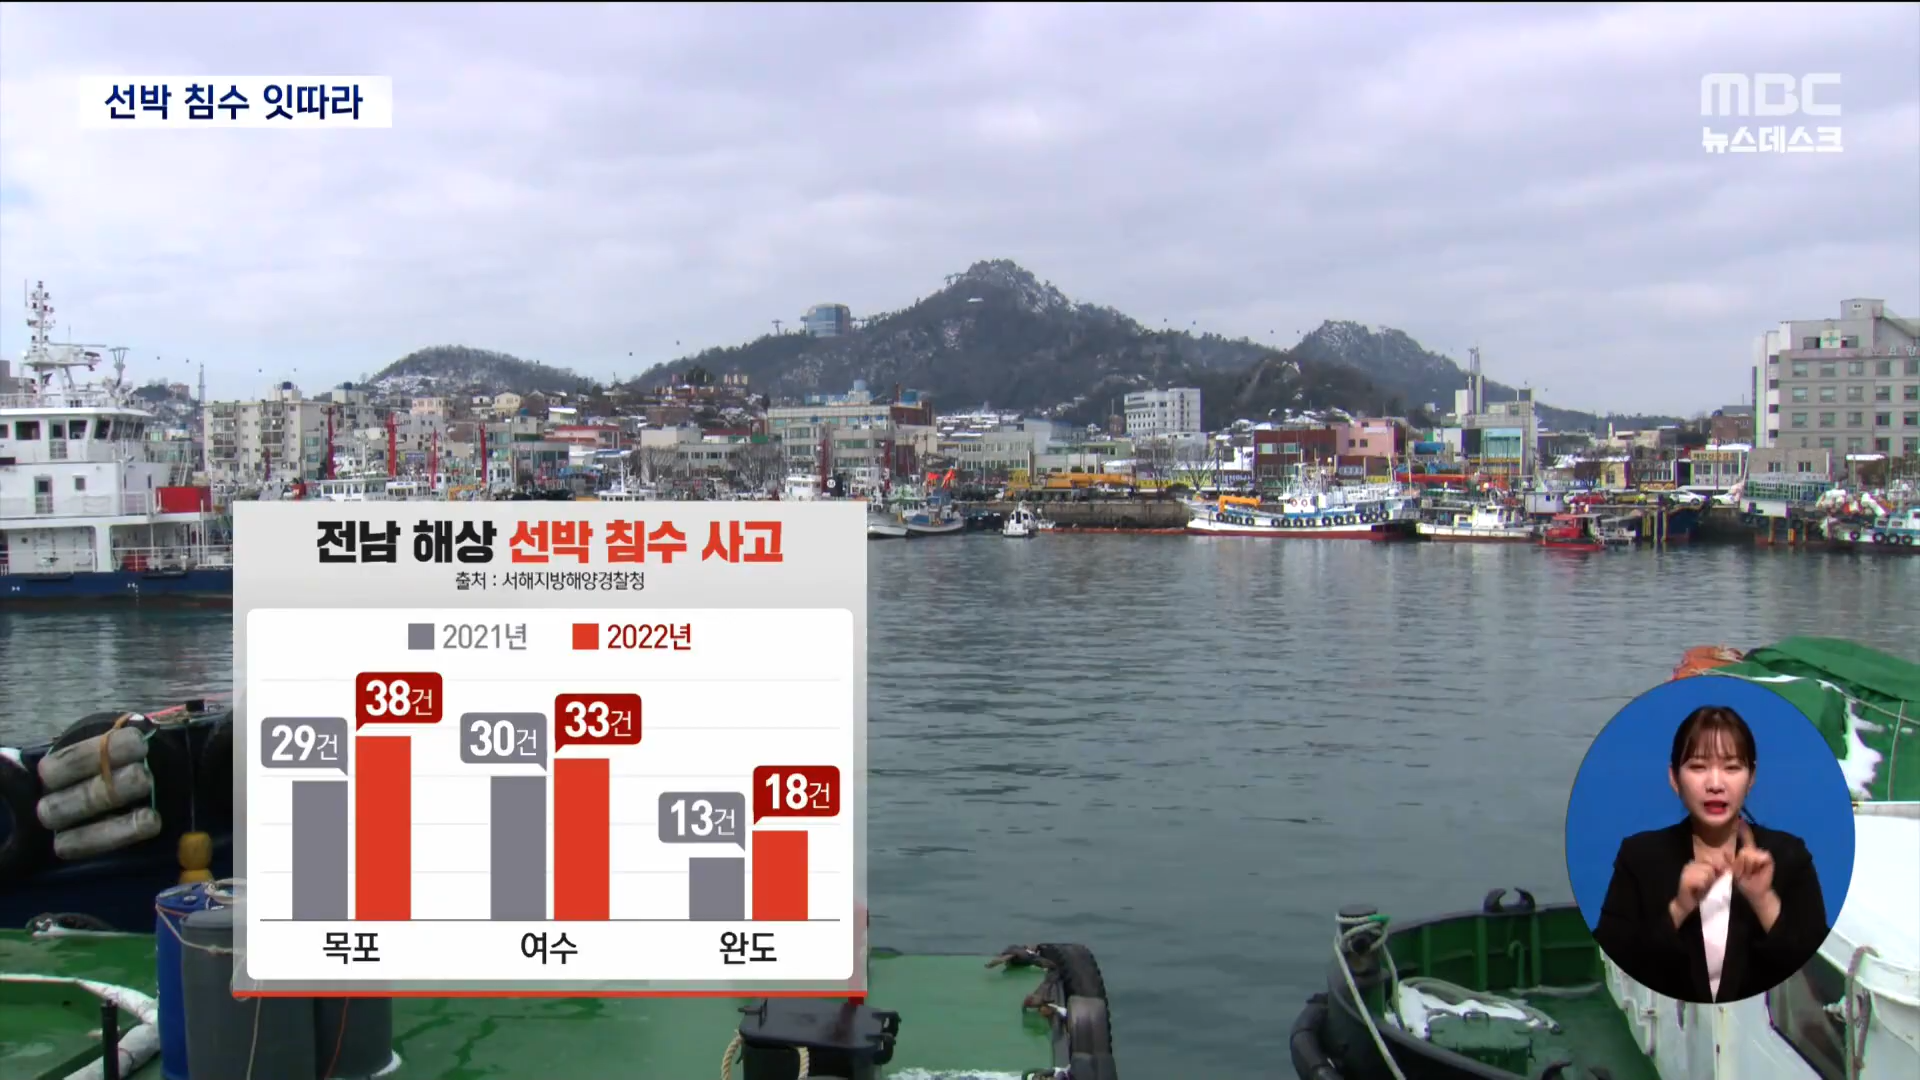 선박 침수 잇따라
MBC
뉴스데스크
전남 해상 선박 침수 사고
출처 : 서해지방해양경찰청
2021년 2022년
29건 38건 30건 33건 13건 18건
목포 여수 완도